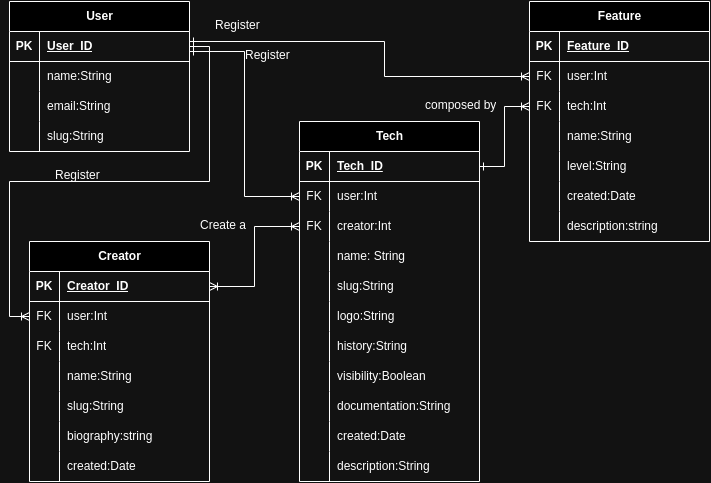 User
PK User_ID
name:String
email:String
slug:String
Register
Register
Register
Feature
PK Feature_ID
FK user:Int
FK tech:Int
name:String
level:String
created:Date
description:string
composed by
Tech
PK Tech_ID
FK user:Int
FK creator:Int
name: String
slug:String
logo:String
history:String
visibility:Boolean
documentation:String
created:Date
description:String
Create a
Creator
PK Creator_ID
FK user:Int
FK tech:Int
name:String
slug:String
biography:string
created:Date